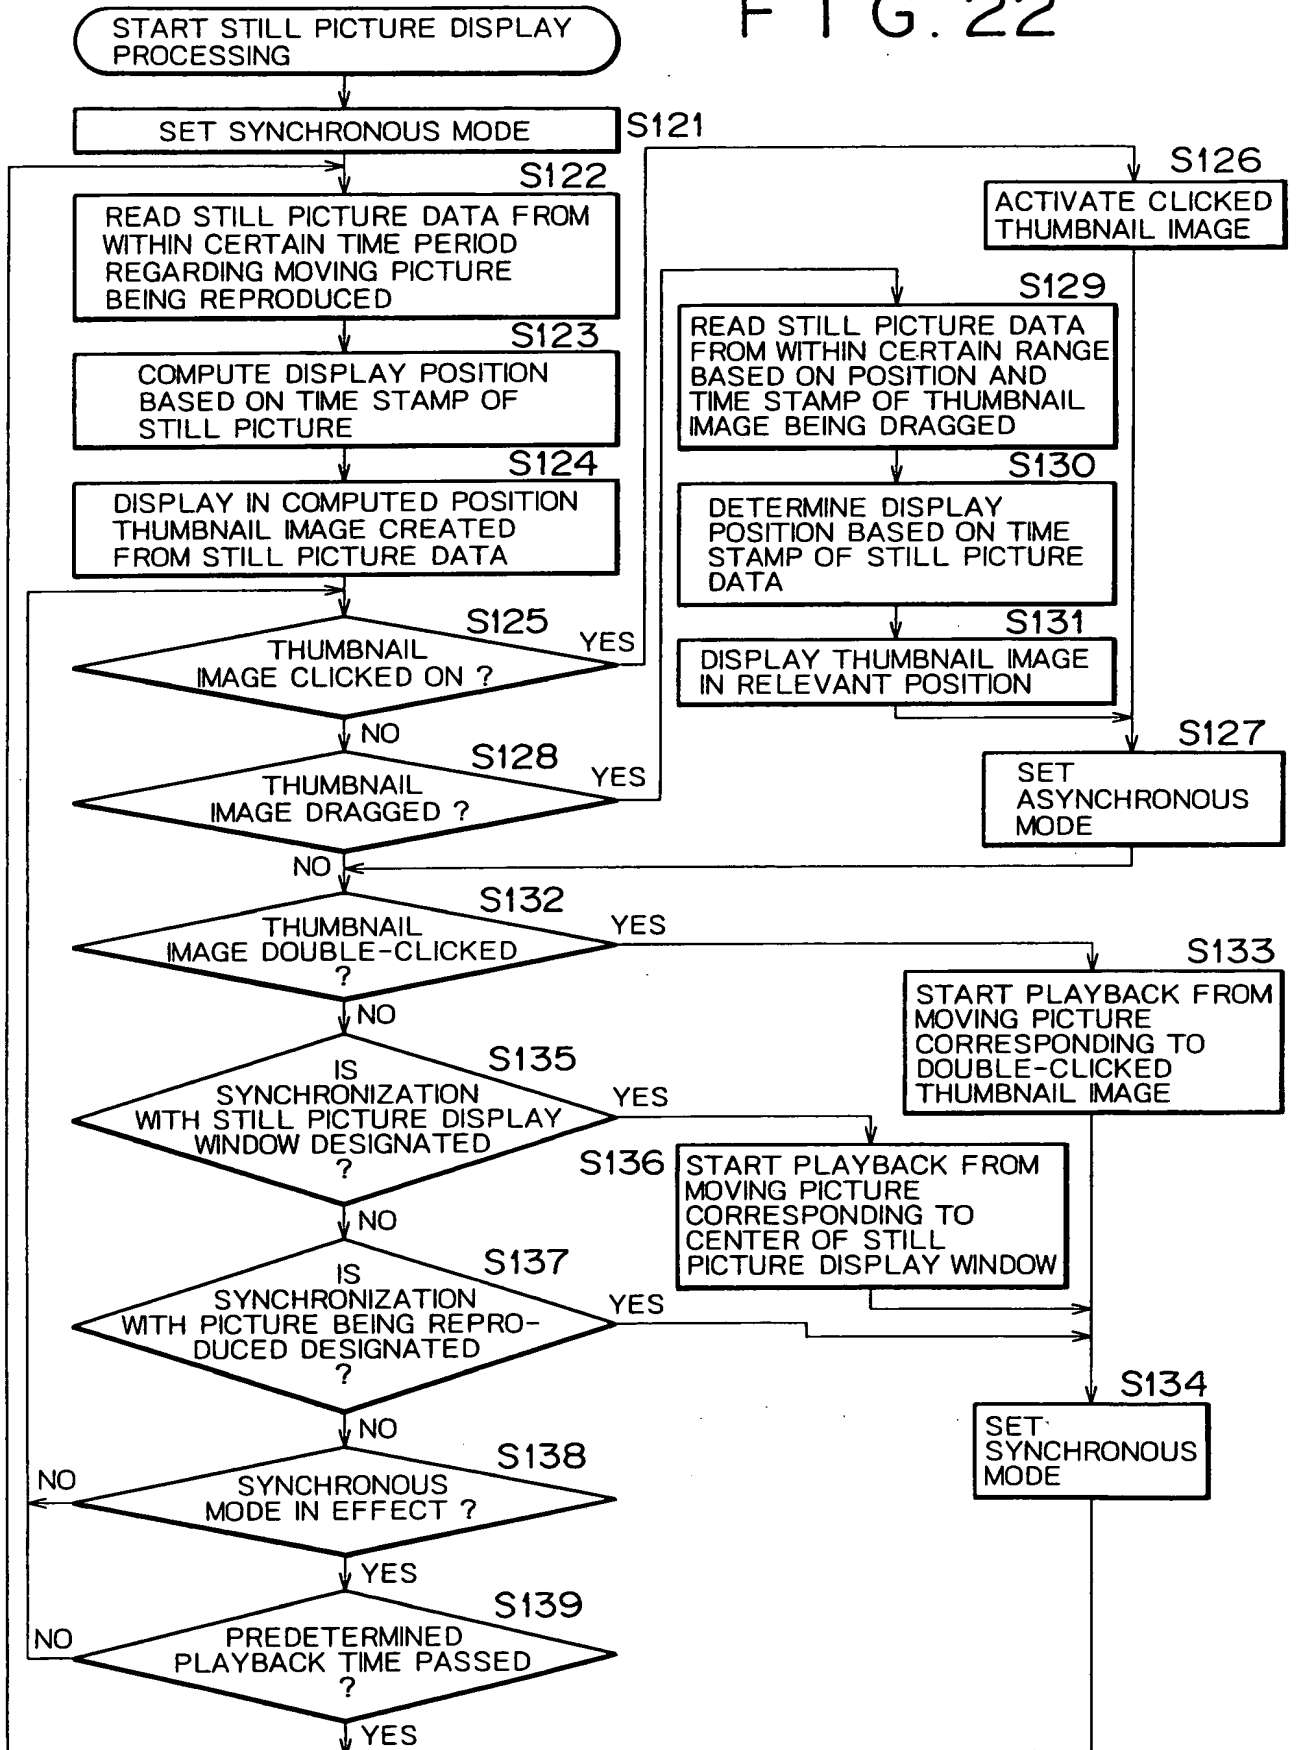 FIG. 22
START STILL PICTURE DISPLAY
PROCESSING
SET SYNCHRONOUS MODE
S121
S122
READ STILL PICTURE DATA FROM
WITHIN CERTAIN TIME PERIOD
REGARDING MOVING PICTURE
BEING REPRODUCED
S123
COMPUTE DISPLAY POSITION
BASED ON TIME STAMP OF
STILL PICTURE
S124
DISPLAY IN COMPUTED POSITION
THUMBNAIL IMAGE CREATED
FROM STILL PICTURE DATA
S125
THUMBNAIL
IMAGE CLICKED ON ?
YES
NO
S126
ACTIVATE CLICKED
THUMBNAIL IMAGE
S128
THUMBNAIL
IMAGE DRAGGED ?
YES
NO
S129
READ STILL PICTURE DATA
FROM WITHIN CERTAIN RANGE
BASED ON POSITION AND
TIME STAMP OF THUMBNAIL
IMAGE BEING DRAGGED
S130
DETERMINE DISPLAY
POSITION BASED ON TIME
STAMP OF STILL PICTURE
DATA
S131
DISPLAY THUMBNAIL IMAGE
IN RELEVANT POSITION
S127
SET
ASYNCHRONOUS
MODE
S132
THUMBNAIL
IMAGE DOUBLE-CLICKED
?
YES
NO
S133
START PLAYBACK FROM
MOVING PICTURE
CORRESPONDING TO
DOUBLE-CLICKED
THUMBNAIL IMAGE
S135
IS
SYNCHRONIZATION
WITH STILL PICTURE DISPLAY
WINDOW DESIGNATED
?
YES
NO
S136
START PLAYBACK FROM
MOVING PICTURE
CORRESPONDING TO
CENTER OF STILL
PICTURE DISPLAY WINDOW
S137
IS
SYNCHRONIZATION
WITH PICTURE BEING REPRO-
DUCED DESIGNATED
?
YES
NO
S134
SET
SYNCHRONOUS
MODE
S138
SYNCHRONOUS
MODE IN EFFECT ?
NO
YES
S139
PREDETERMINED
PLAYBACK TIME PASSED
?
NO
YES